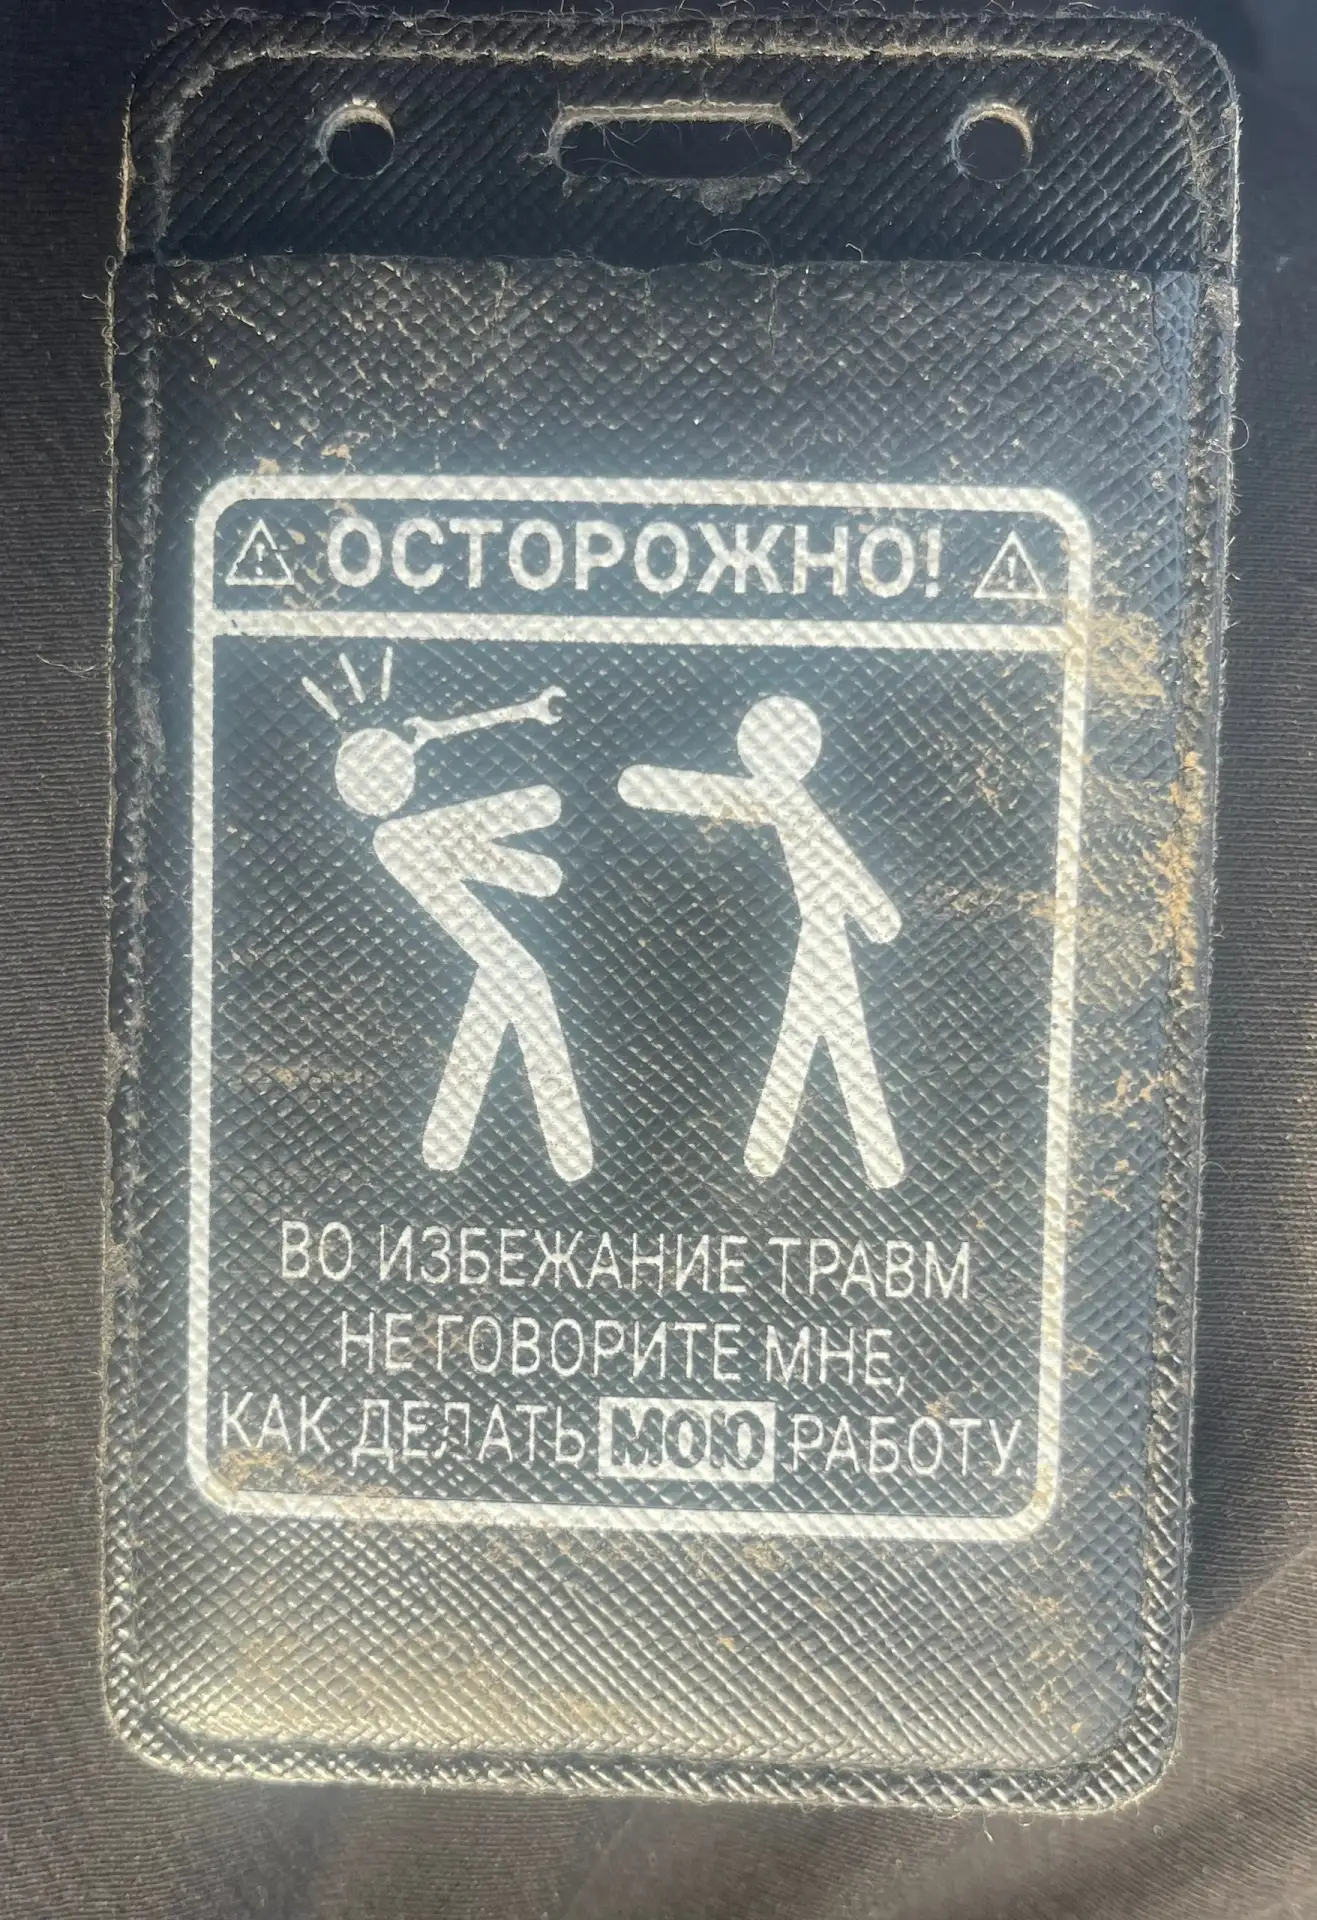 ОСТОРОЖНО!
ВО ИЗБЕЖАНИЕ ТРАВМ
НЕ ГОВОРИТЕ МНЕ,
КАК ДЕЛАТЬ МОЮ РАБОТУ.